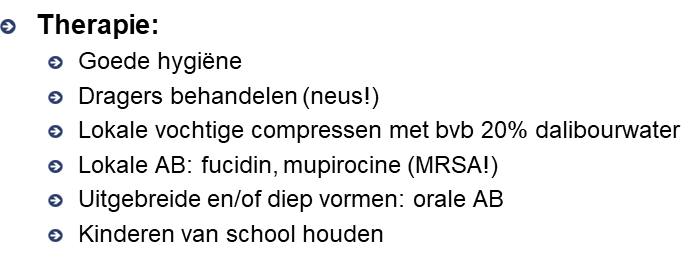 Therapie:
Goede hygiëne
Dragers behandelen (neus!)
Lokale vochtige compressen met bvb 20% dalibourwater
Lokale AB: fucidin, mupirocine (MRSA!)
Uitgebreide en/of diep vormen: orale AB
Kinderen van school houden